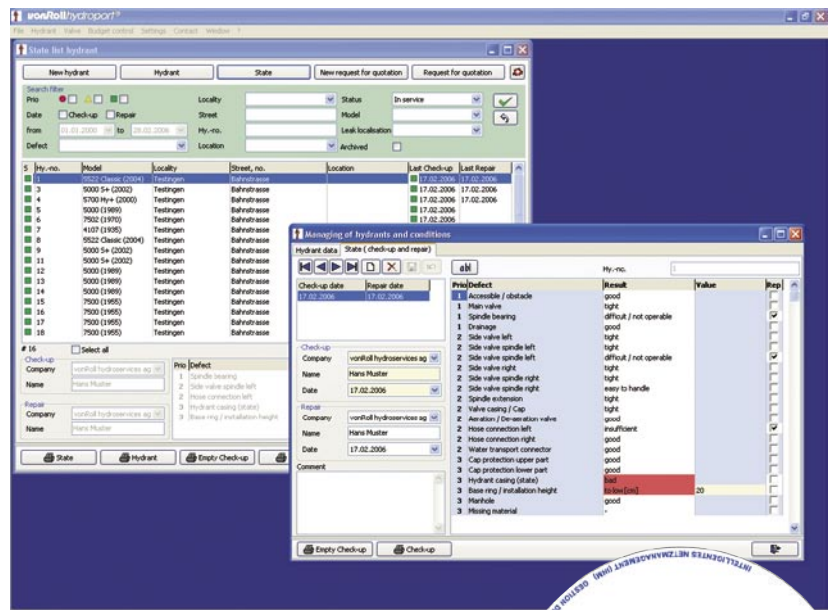 vonRollhydroport®
File Hydrant Valve Budget control Settings Contact Window ?
State list hydrant
New hydrant Hydrant State New request for quotation Request for quotation
Search filter
Prio Locality Status In service
Date Check-up Repair Street Model
from 01.01.2000 to 28.02.2006 Hy.-no. Leak localisation
Defect Location Archived
S Hy.-no. Model Locality Street, no. Location Last Check-up Last Repair
1 5522 Classic (2004) Testingen Bahnstrasse 17.02.2006 17.02.2006
3 5000 S+ (2002) Testingen Bahnstrasse 17.02.2006 17.02.2006
4 5700 Hy+ (2000) Testingen Bahnstrasse 17.02.2006 17.02.2006
5 5000 (1989) Testingen Bahnstrasse 17.02.2006
6 7502 (1970) Testingen Bahnstrasse
7 4107 (1935) Testingen Bahnstrasse
8 5522 Classic (2004) Testingen Bahnstrasse
9 5000 S+ (2002) Testingen Bahnstrasse
11 5000 S+ (2002) Testingen Bahnstrasse
12 5000 (1989) Testingen Bahnstrasse
13 5000 (1989) Testingen Bahnstrasse
14 5000 (1989) Testingen Bahnstrasse
15 7500 (1955) Testingen Bahnstrasse
16 7500 (1955) Testingen Bahnstrasse
17 7500 (1955) Testingen Bahnstrasse
18 7500 (1955) Testingen Bahnstrasse
# 16 Select all
Check-up
Company vonRoll hydroservices ag
Name Hans Muster
Repair
Company vonRoll hydroservices ag
Name Hans Muster
Prio Defect
1 Spindle bearing
2 Side valve spindle left
2 Hose connection left
3 Hydrant casing (state)
3 Base ring / installation height
State Hydrant Empty Check-up
Managing of hydrants and conditions
Hydrant data State ( check-up and repair)
abl Hy.-no. 1
Check-up date Repair date
17.02.2006 17.02.2006
Check-up
Company vonRoll hydroservices ag
Name Hans Muster
Date 17.02.2006
Repair
Company vonRoll hydroservices ag
Name Hans Muster
Date 17.02.2006
Comment
Prio Defect Result Value Rep
1 Accessible / obstacle good
1 Main valve tight
1 Spindle bearing difficult / not operable
1 Drainage good
2 Side valve left tight
2 Side valve spindle left tight
2 Side valve spindle left difficult / not operable
2 Side valve right tight
2 Side valve spindle right tight
2 Side valve spindle right easy to handle
2 Spindle extension tight
2 Valve casing / Cap tight
2 Aeration / De-aeration valve good
2 Hose connection left insufficient
2 Hose connection right good
2 Water transport connector good
3 Cap protection upper part good
3 Cap protection lower part good
3 Hydrant casing (state) bad
3 Base ring / installation height to low [cm] 20
3 Manhole good
3 Missing material -
Empty Check-up Check-up
INTELLIGENTES NETZMANAGEMENT (INM)
GESTION